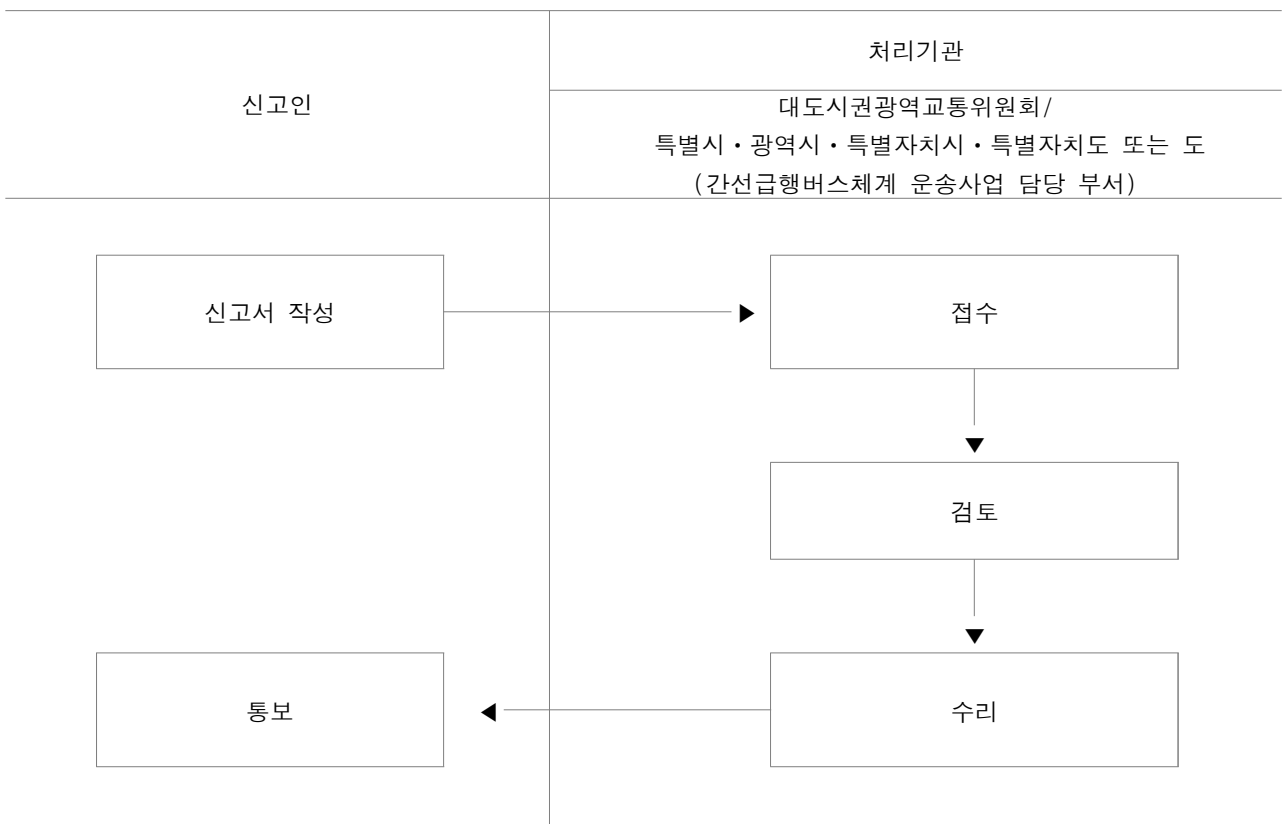 신고인
처리기관
대도시권광역교통위원회/
특별시・광역시・특별자치시・특별자치도 또는 도
(간선급행버스체계 운송사업 담당 부서)
신고서 작성
접수
검토
통보
수리